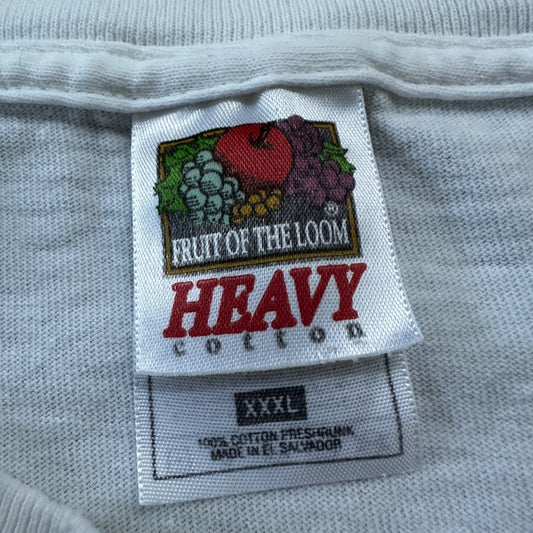 ®
FRUIT OF THE LOOM
HEAVY
cotton
XXXL
100% COTTON PRESHRUNK
MADE IN EL SALVADOR